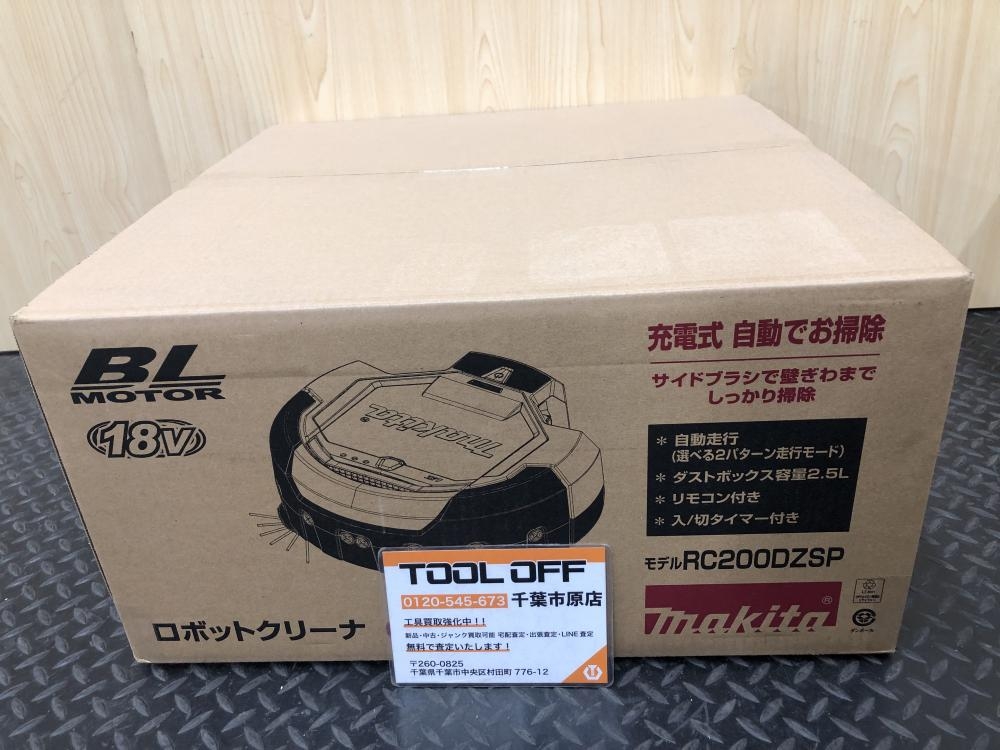 BL
MOTOR
18V
makita
充電式 自動でお掃除
サイドブラシで壁ぎわまで
しっかり掃除
* 自動走行
(選べる2パターン走行モード)
* ダストボックス容量2.5L
* リモコン付き
* 入/切タイマー付き
モデルRC200DZSP
makita®
ダンボール
ロボットクリーナ
TOOL OFF
0120-545-673 千葉市原店
工具買取強化中！！
新品・中古・ジャンク買取可能 宅配査定・出張査定・LINE査定
無料で査定いたします！
〒260-0825
千葉県千葉市中央区村田町 776-12